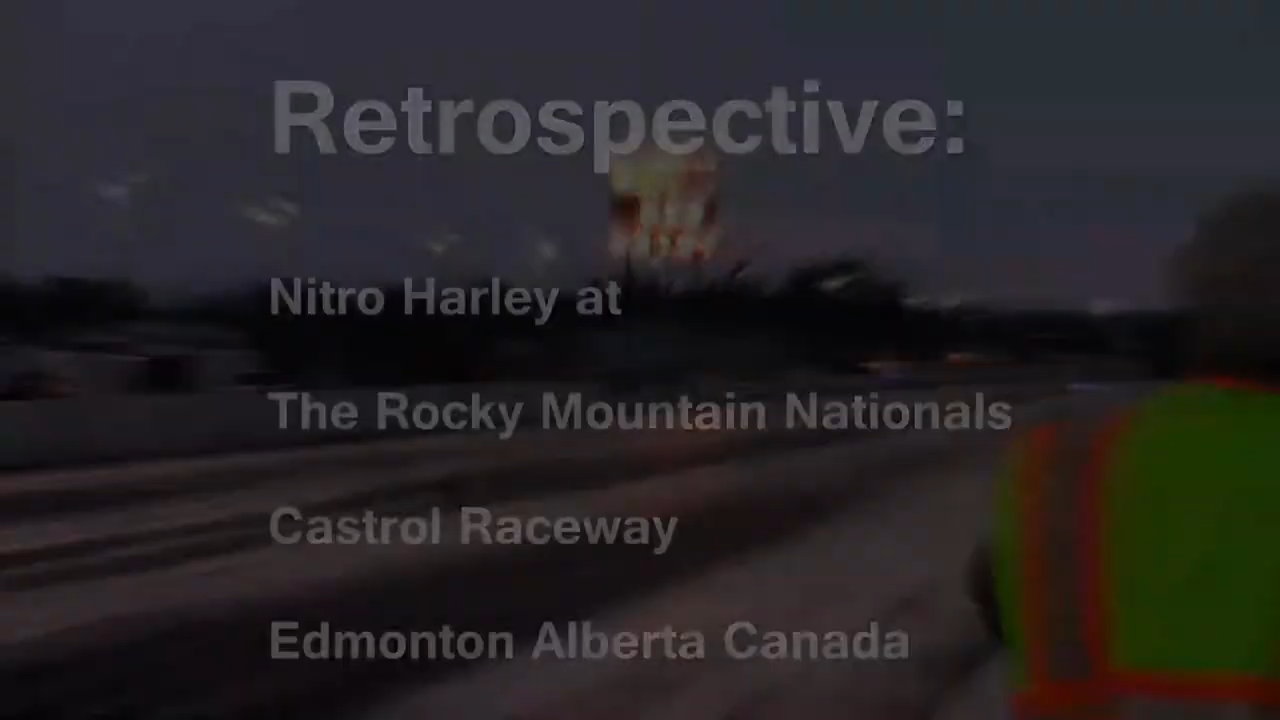 Retrospective:
Nitro Harley at
The Rocky Mountain Nationals
Castrol Raceway
Edmonton Alberta Canada